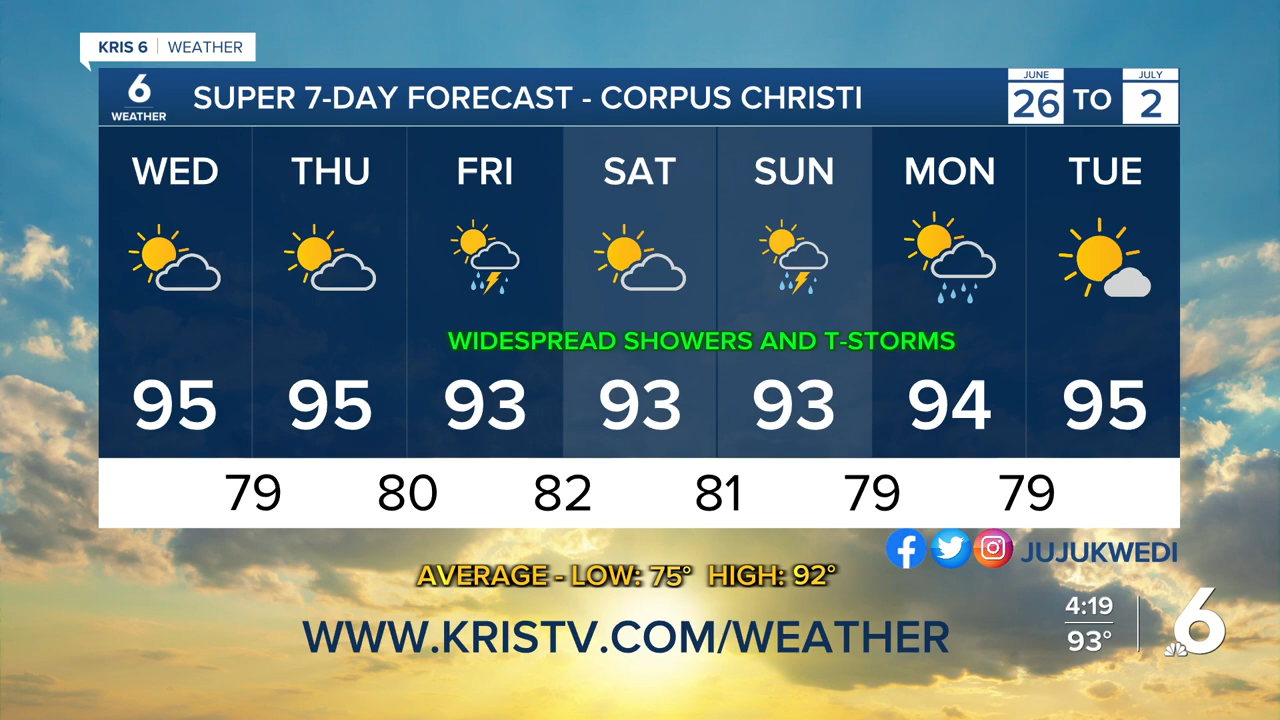 KRIS 6 | WEATHER
6
WEATHER
SUPER 7-DAY FORECAST - CORPUS CHRISTI
JUNE
26
TO
JULY
2
WED THU FRI SAT SUN MON TUE
WIDESPREAD SHOWERS AND T-STORMS
95 95 93 93 93 94 95
79 80 82 81 79 79
JUJUKWEDI
AVERAGE - LOW: 75° HIGH: 92°
WWW.KRISTV.COM/WEATHER
4:19
93°
6